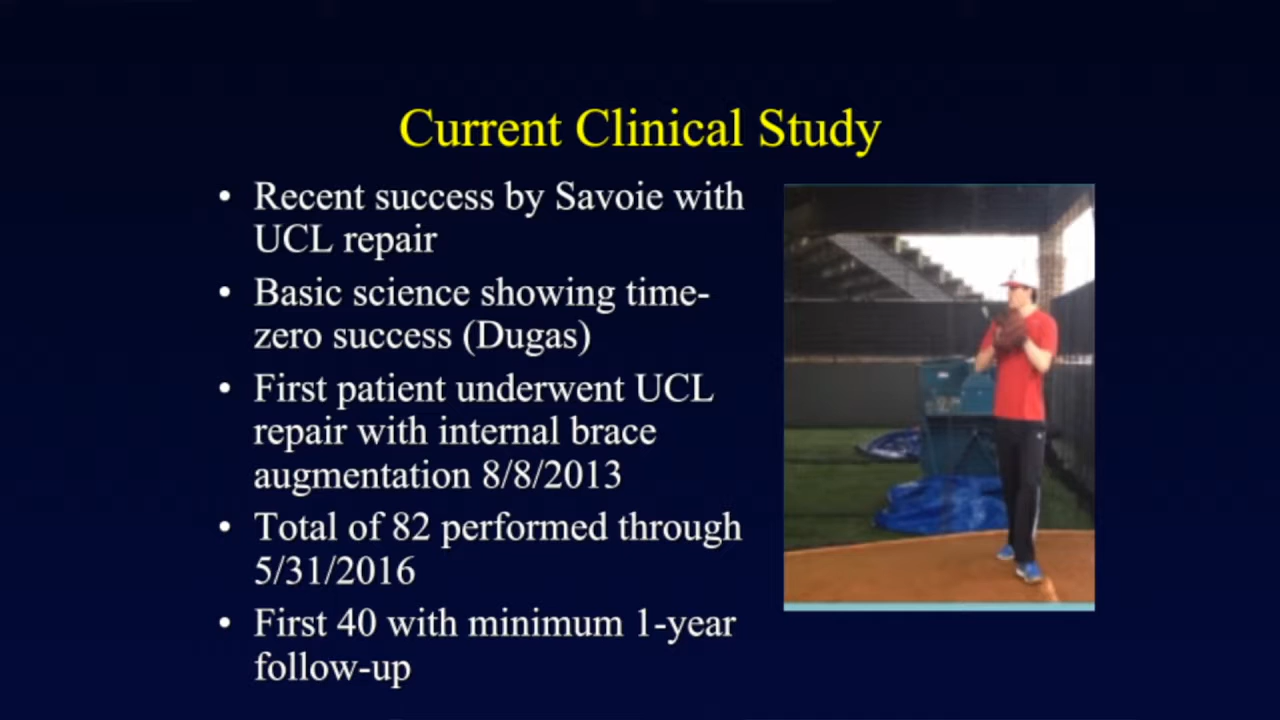 Current Clinical Study
• Recent success by Savoie with
UCL repair
• Basic science showing time-
zero success (Dugas)
• First patient underwent UCL
repair with internal brace
augmentation 8/8/2013
• Total of 82 performed through
5/31/2016
• First 40 with minimum 1-year
follow-up